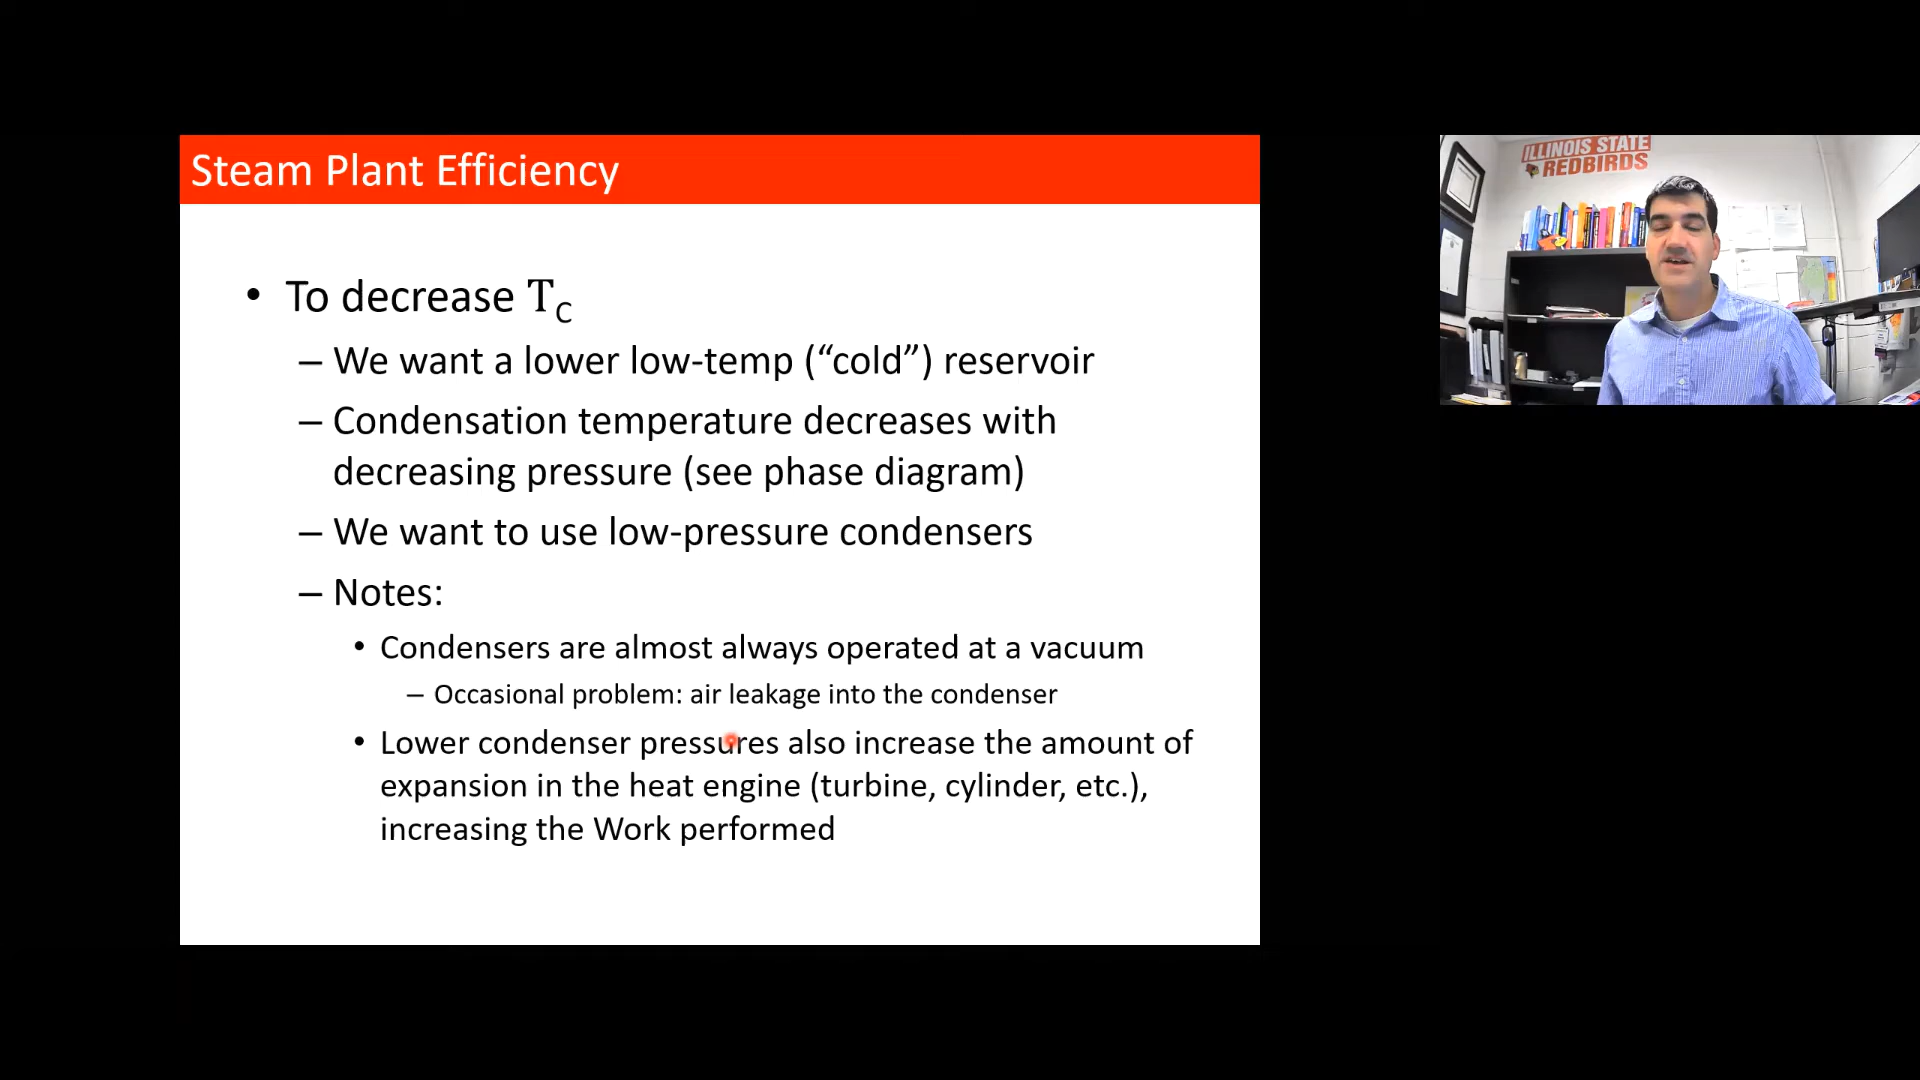 Steam Plant Efficiency
• To decrease T_C
– We want a lower low-temp (“cold”) reservoir
– Condensation temperature decreases with
decreasing pressure (see phase diagram)
– We want to use low-pressure condensers
– Notes:
• Condensers are almost always operated at a vacuum
– Occasional problem: air leakage into the condenser
• Lower condenser pressures also increase the amount of
expansion in the heat engine (turbine, cylinder, etc.),
increasing the Work performed
ILLINOIS STATE
REDBIRDS